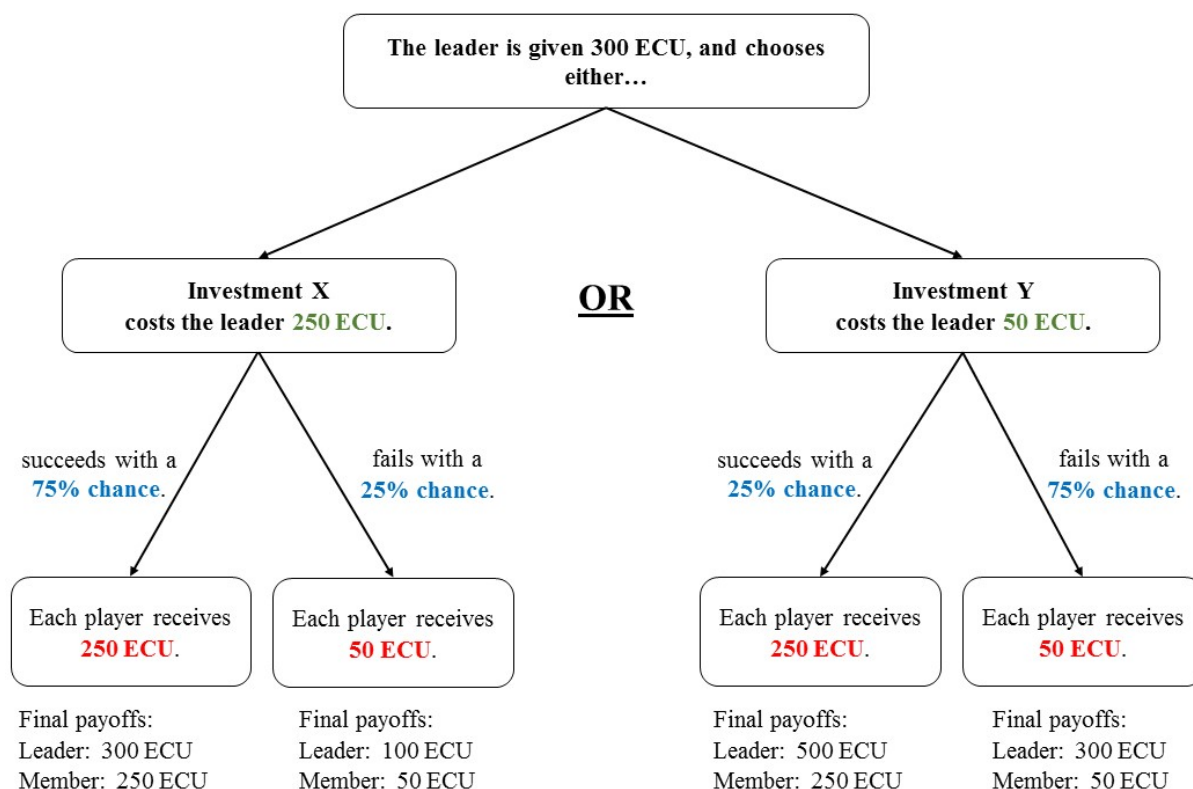 The leader is given 300 ECU, and chooses
either…
Investment X
costs the leader 250 ECU.
OR
Investment Y
costs the leader 50 ECU.
succeeds with a
75% chance.
fails with a
25% chance.
succeeds with a
25% chance.
fails with a
75% chance.
Each player receives
250 ECU.
Each player receives
50 ECU.
Each player receives
250 ECU.
Each player receives
50 ECU.
Final payoffs:
Leader: 300 ECU
Member: 250 ECU
Final payoffs:
Leader: 100 ECU
Member: 50 ECU
Final payoffs:
Leader: 500 ECU
Member: 250 ECU
Final payoffs:
Leader: 300 ECU
Member: 50 ECU